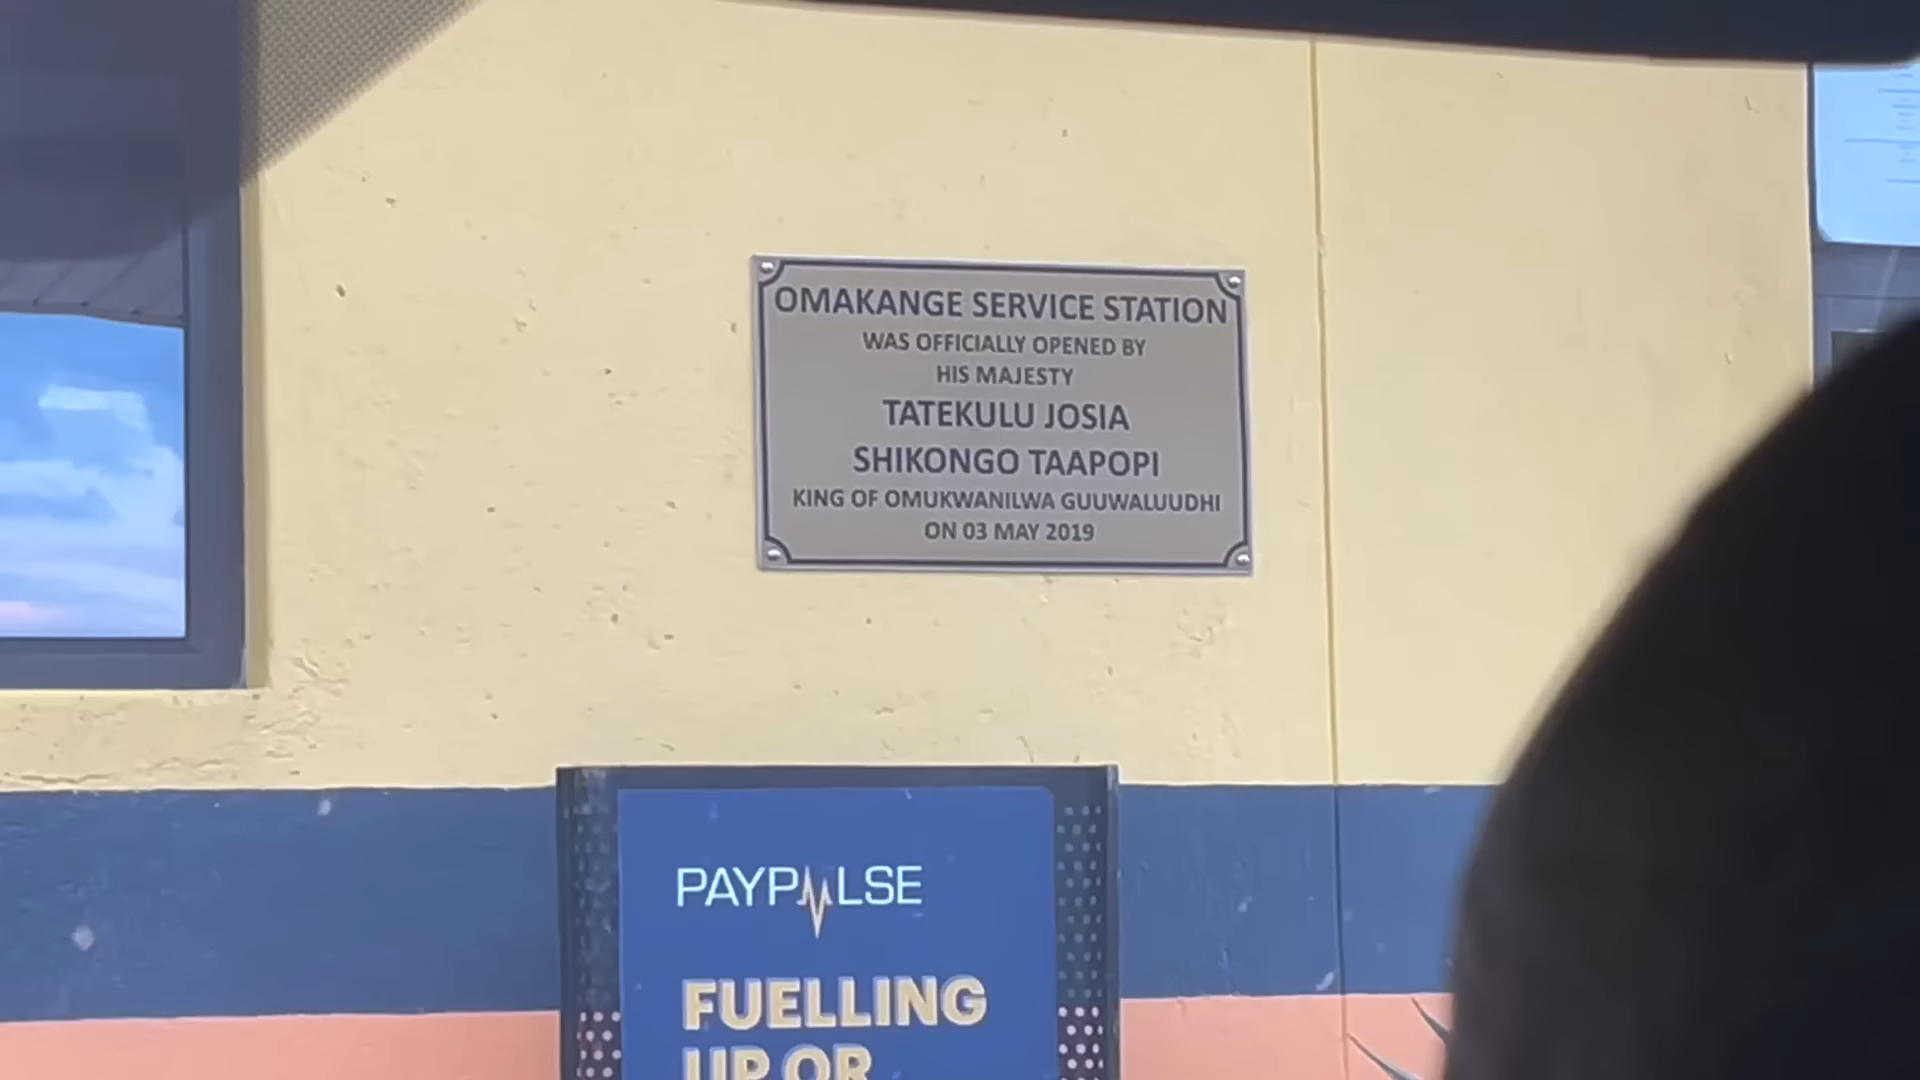 OMAKANGE SERVICE STATION
WAS OFFICIALLY OPENED BY
HIS MAJESTY
TATEKULU JOSIA
SHIKONGO TAAPOPI
KING OF OMUKWANILWA GUUWALUUDHI
ON 03 MAY 2019
PAYPULSE
FUELLING
UP OR